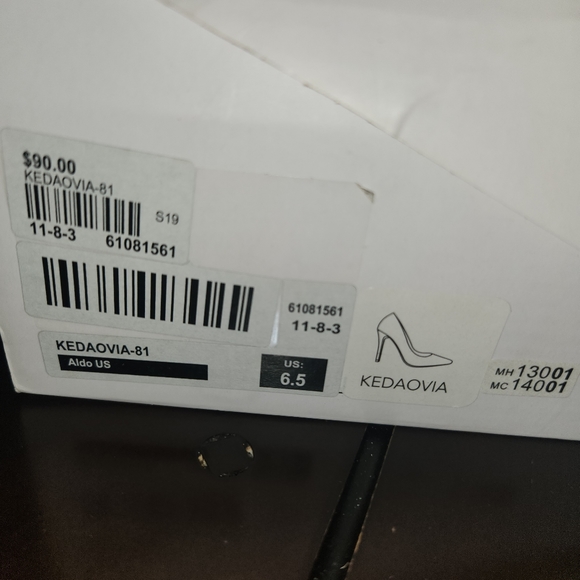 $90.00
KEDAOVIA-81
S19
11-8-3 61081561
61081561
11-8-3
KEDAOVIA-81
Aldo US
US:
6.5
KEDAOVIA
MH 13001
MC 14001